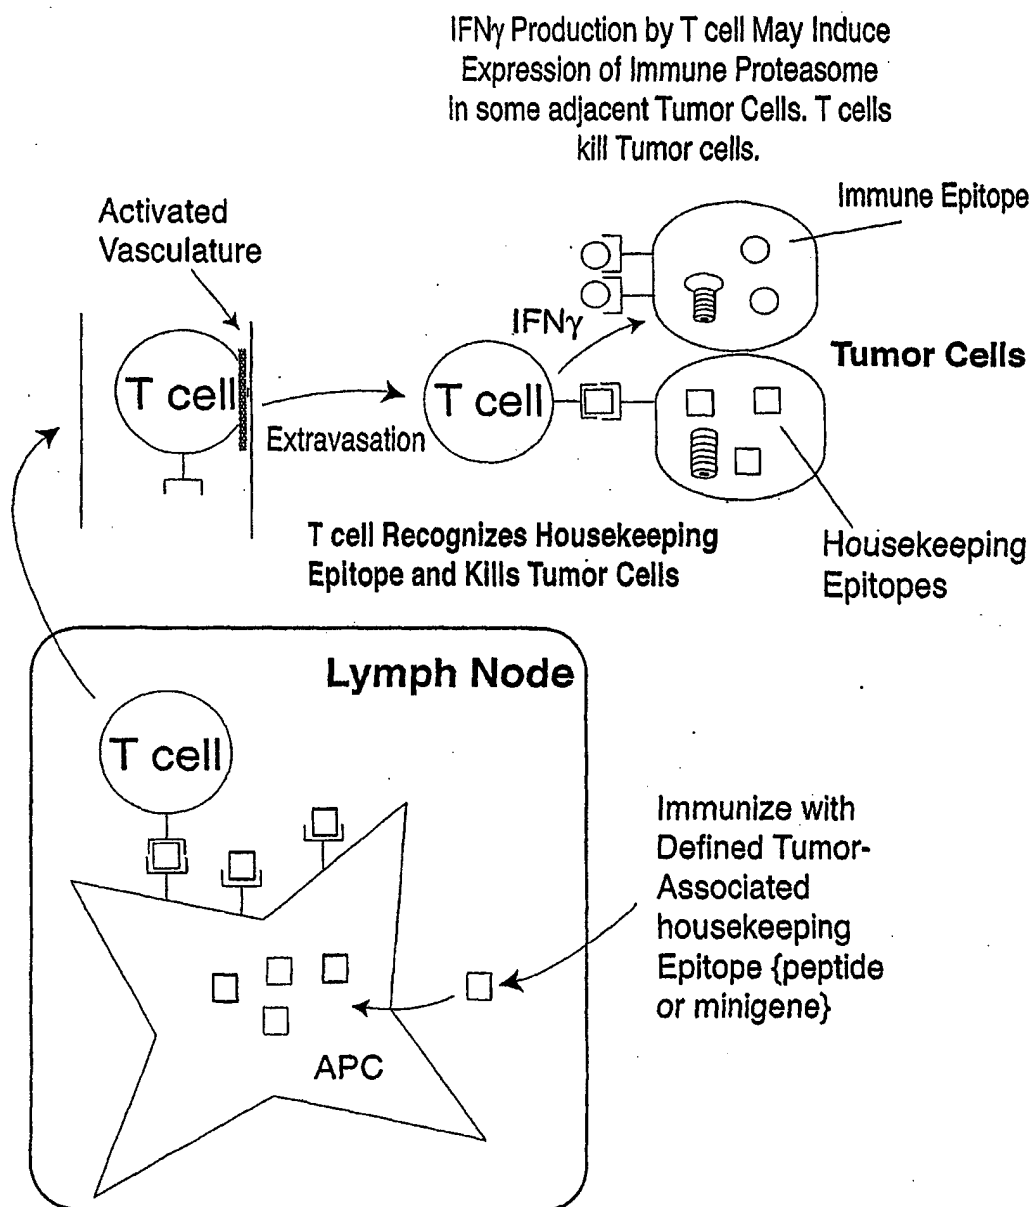 IFNγ Production by T cell May Induce
Expression of Immune Proteasome
in some adjacent Tumor Cells. T cells
kill Tumor cells.
Immune Epitope
Activated
Vasculature
IFNγ
Tumor Cells
T cell
T cell
Extravasation
T cell Recognizes Housekeeping
Epitope and Kills Tumor Cells
Housekeeping
Epitopes
Lymph Node
T cell
Immunize with
Defined Tumor-
Associated
housekeeping
Epitope {peptide
or minigene}
APC